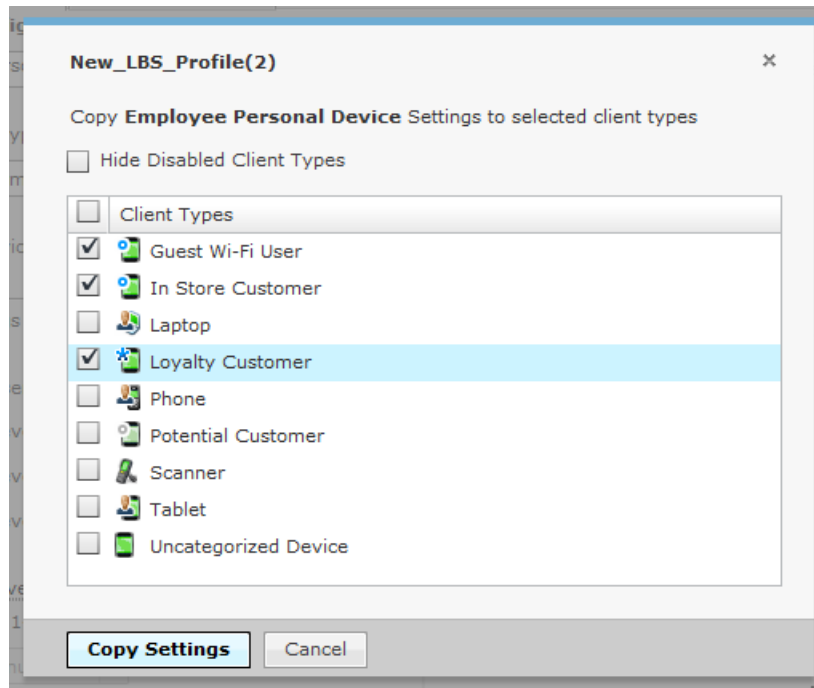 New_LBS_Profile(2)
Copy Employee Personal Device Settings to selected client types
Hide Disabled Client Types
Client Types
Guest Wi-Fi User
In Store Customer
Laptop
Loyalty Customer
Phone
Potential Customer
Scanner
Tablet
Uncategorized Device
Copy Settings
Cancel